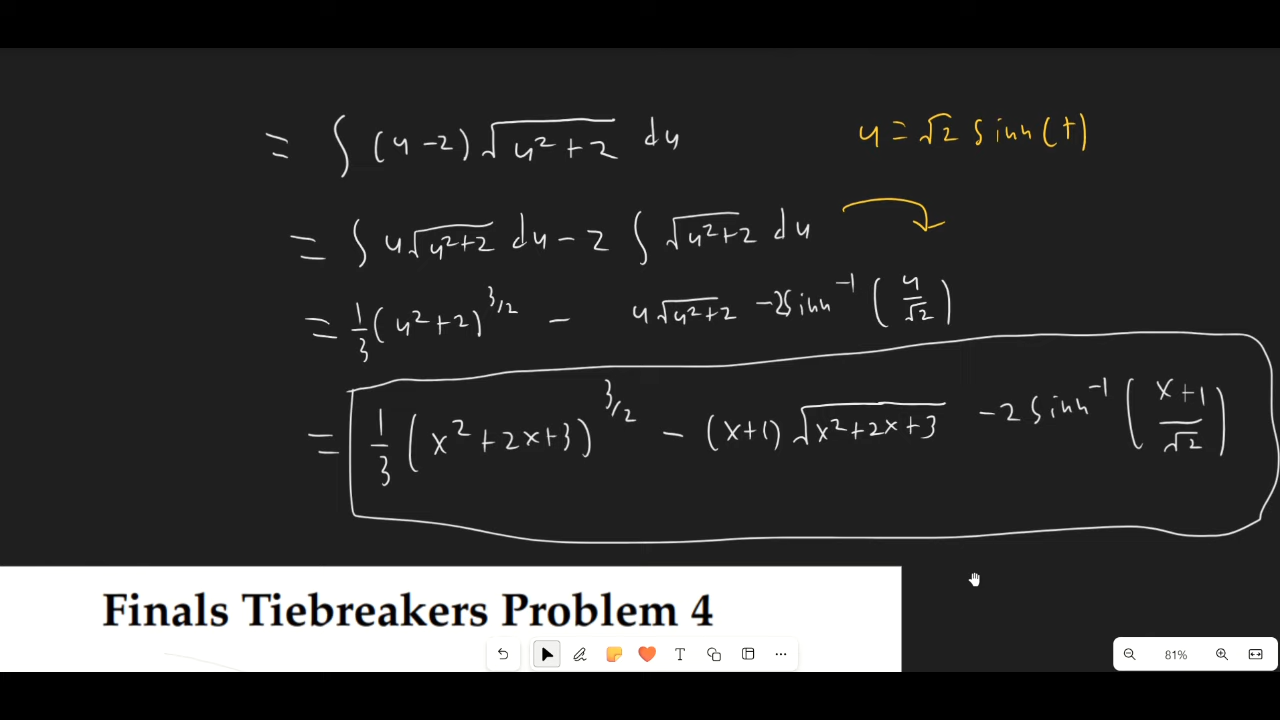 = ∫ (u-2) √(u²+2) du u = √2 sinh(t)
= ∫ u√(u²+2) du - 2 ∫ √(u²+2) du
= 1/3 (u²+2)^3/2 - u√(u²+2) -2sinh⁻¹ (u/√2)
= 1/3 (x²+2x+3)^3/2 - (x+1) √(x²+2x+3) -2 sinh⁻¹ ((x+1)/√2)
Finals Tiebreakers Problem 4
81%